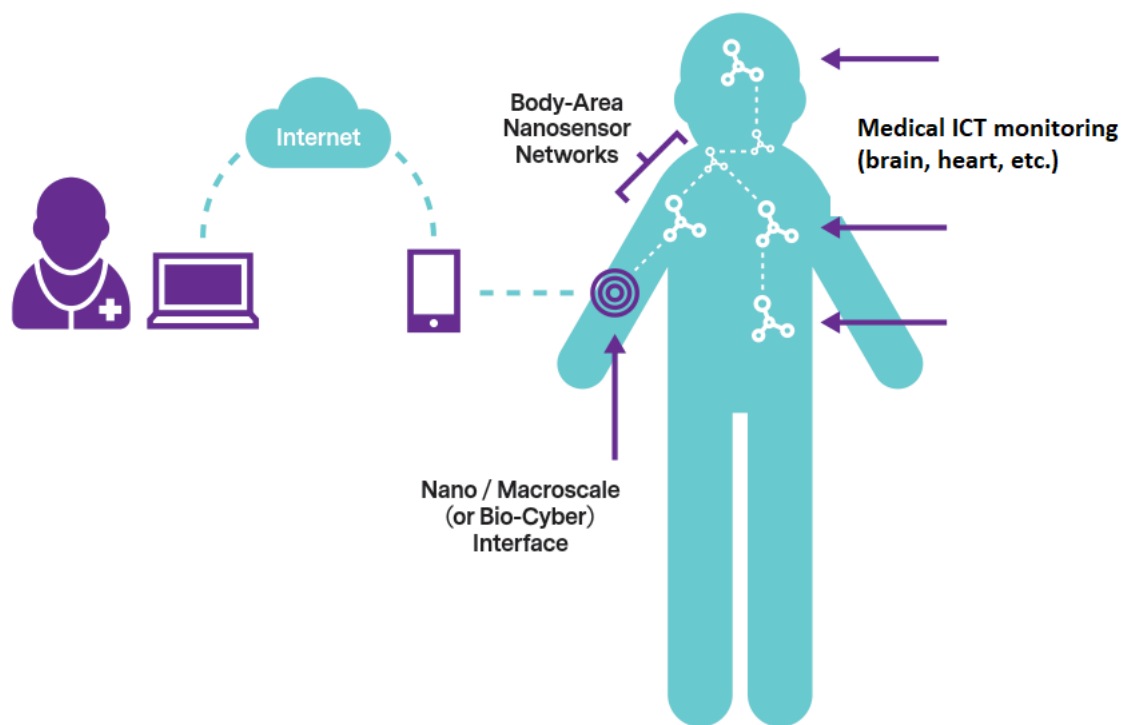 Internet
Body-Area
Nanosensor
Networks
Medical ICT monitoring
(brain, heart, etc.)
Nano / Macroscale
(or Bio-Cyber)
Interface